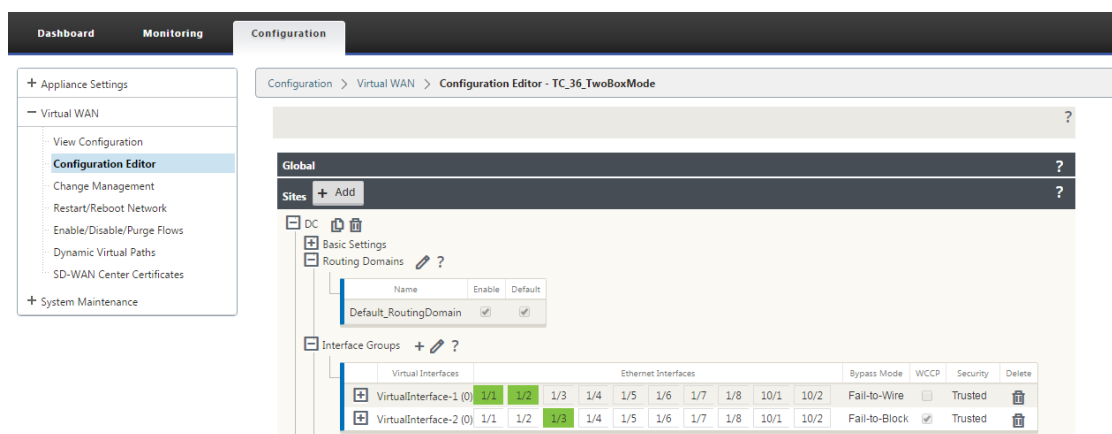 Dashboard Monitoring Configuration
+ Appliance Settings
− Virtual WAN
View Configuration
Configuration Editor
Change Management
Restart/Reboot Network
Enable/Disable/Purge Flows
Dynamic Virtual Paths
SD-WAN Center Certificates
+ System Maintenance
Configuration > Virtual WAN > Configuration Editor - TC_36_TwoBoxMode
?
Global ?
Sites + Add ?
DC
Basic Settings
Routing Domains ?
Name Enable Default
Default_RoutingDomain
Interface Groups + ?
Virtual Interfaces Ethernet Interfaces Bypass Mode WCCP Security Delete
VirtualInterface-1 (0) 1/1 1/2 1/3 1/4 1/5 1/6 1/7 1/8 10/1 10/2 Fail-to-Wire Trusted
VirtualInterface-2 (0) 1/1 1/2 1/3 1/4 1/5 1/6 1/7 1/8 10/1 10/2 Fail-to-Block Trusted